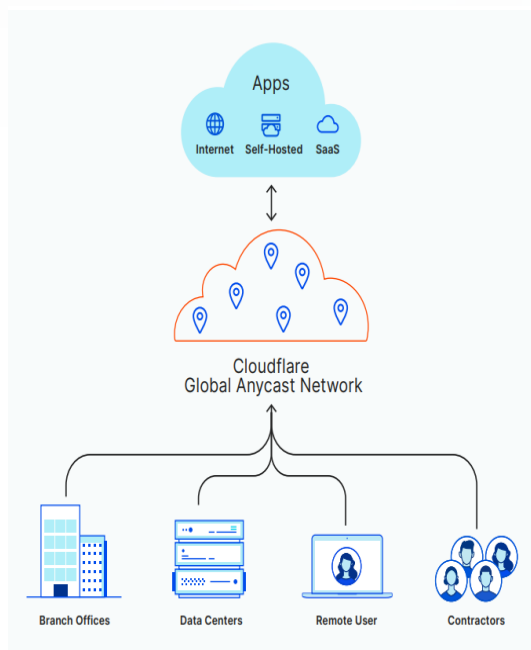 Apps
Internet Self-Hosted SaaS
Cloudflare
Global Anycast Network
Branch Offices Data Centers Remote User Contractors